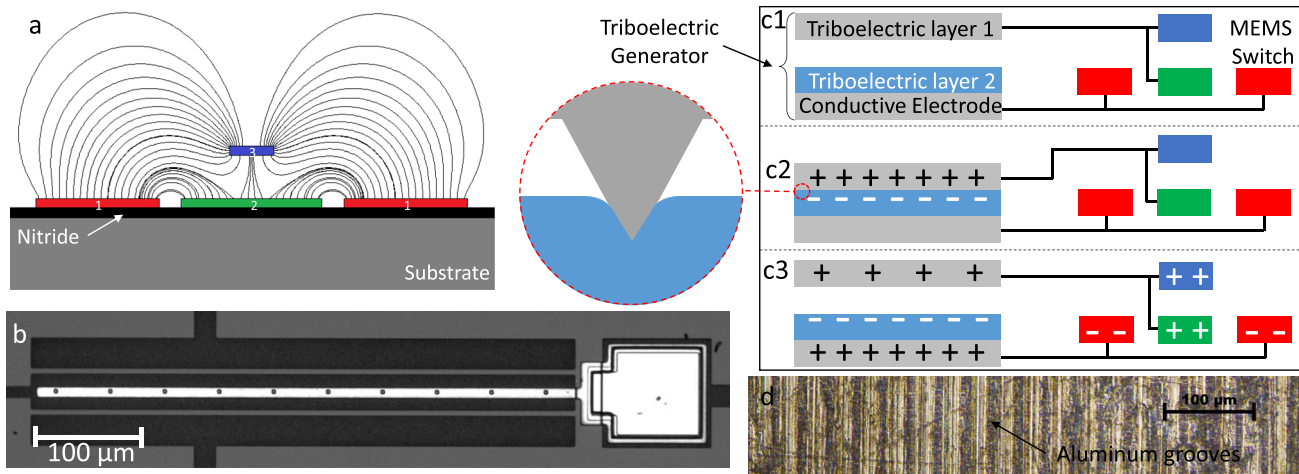 a
3
1
2
1
Nitride
Substrate
b
100 μm
Triboelectric
Generator
c1
Triboelectric layer 1
Triboelectric layer 2
Conductive Electrode
MEMS
Switch
c2
+ + + + + + +
- - - - - - -
c3
+ + + +
- - - - - - -
+ + + + + + +
+ +
- -
+ +
- -
d
100 μm
Aluminum grooves